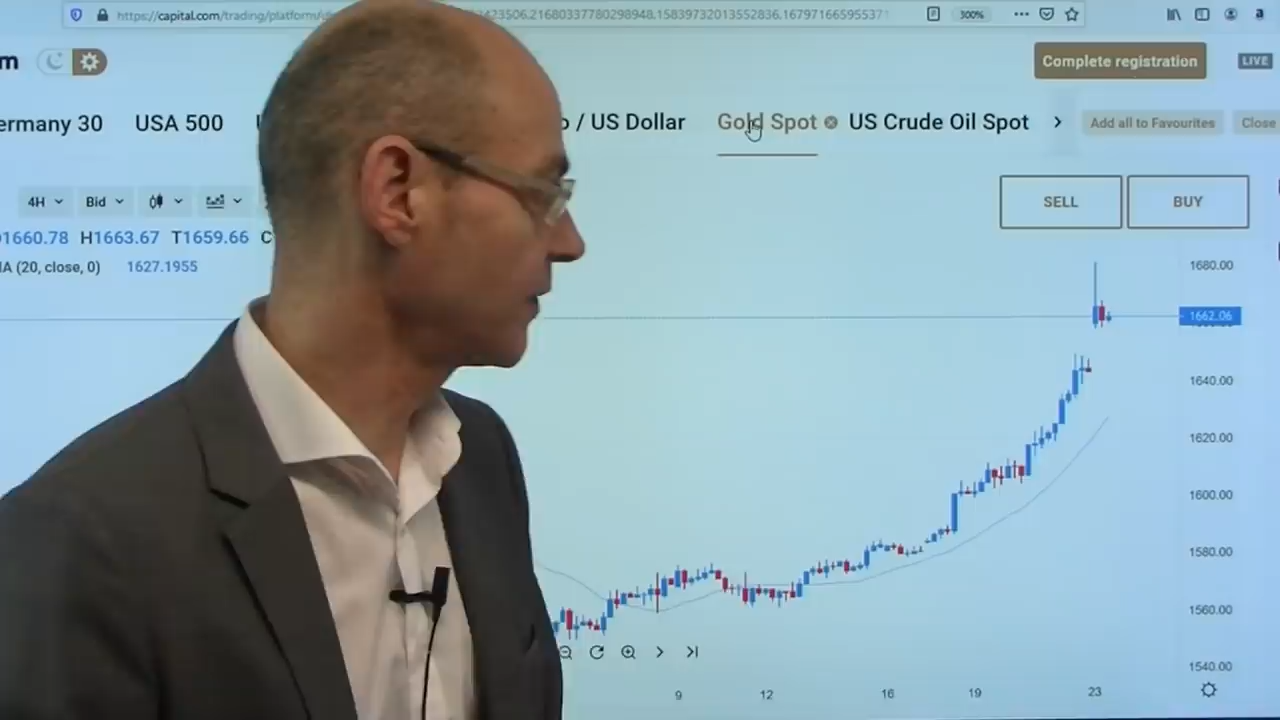 https://capital.com/trading/platform/
300%
m
Complete registration
LIVE
ermany 30
USA 500
o / US Dollar
Gold Spot
US Crude Oil Spot
Add all to Favourites
Close
4H
Bid
SELL
BUY
1660.78 H1663.67 T1659.66 C
A (20, close, 0) 1627.1955
1680.00
1662.06
1640.00
1620.00
1600.00
1580.00
1560.00
1540.00
9
12
16
19
23